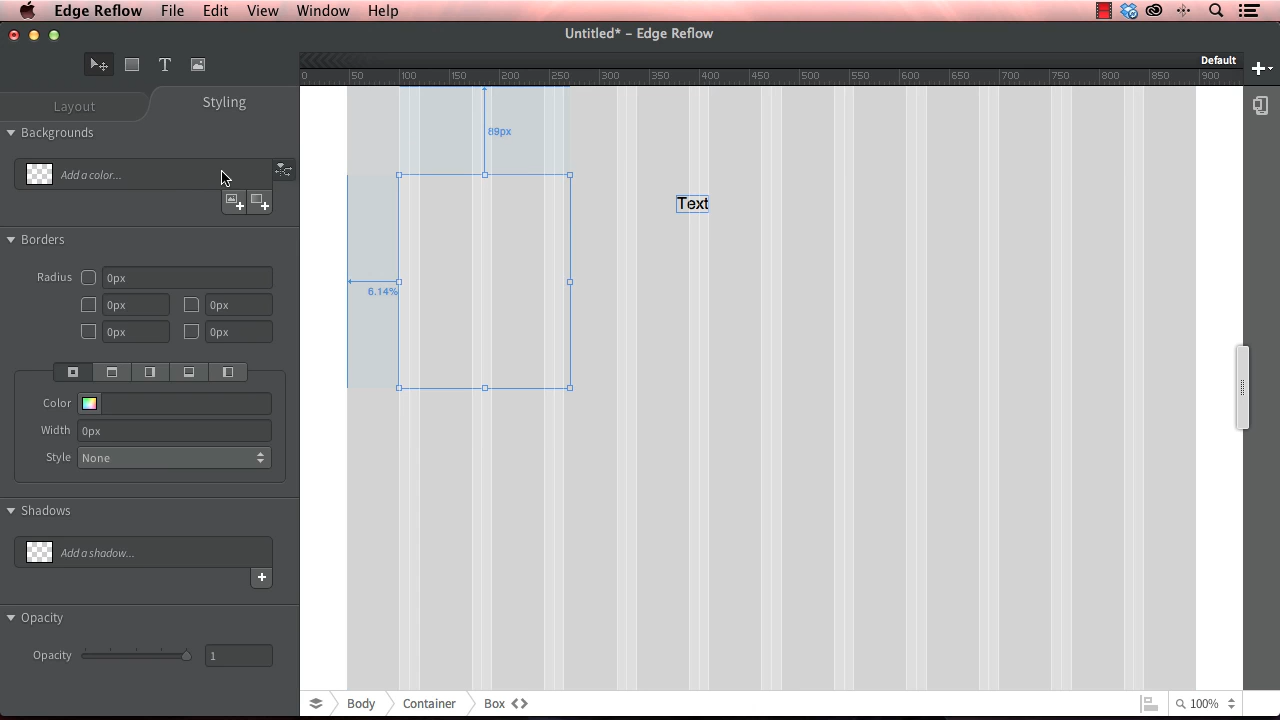 Edge Reflow File Edit View Window Help
Untitled* – Edge Reflow
Default
0 50 100 150 200 250 300 350 400 450 500 550 600 650 700 750 800 850 900
Layout Styling
Backgrounds
Add a color...
89px
Text
6.14%
Borders
Radius 0px
0px 0px
0px 0px
Color
Width 0px
Style None
Shadows
Add a shadow...
Opacity
Opacity 1
Body Container Box
100%